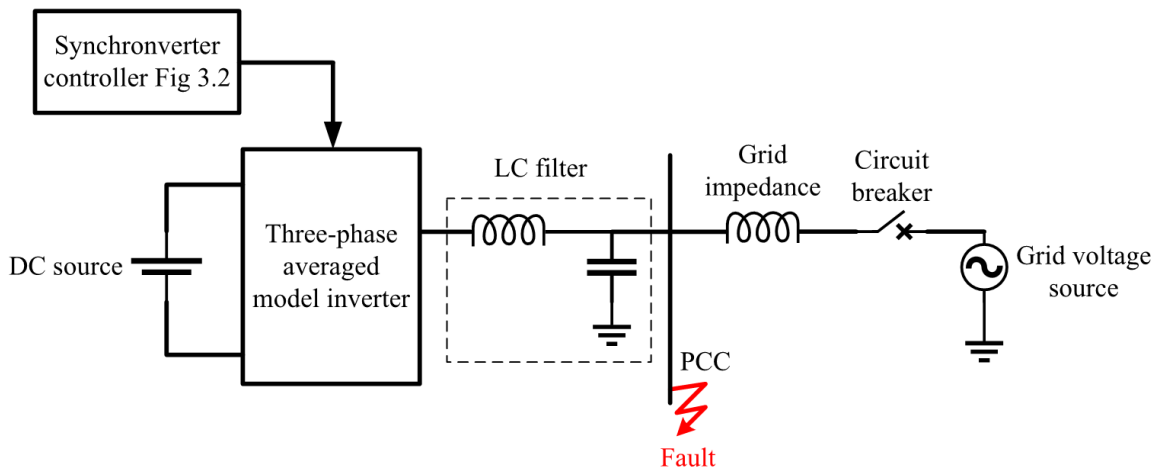 Synchronverter
controller Fig 3.2
DC source
Three-phase
averaged
model inverter
LC filter
PCC
Fault
Grid
impedance
Circuit
breaker
Grid voltage
source